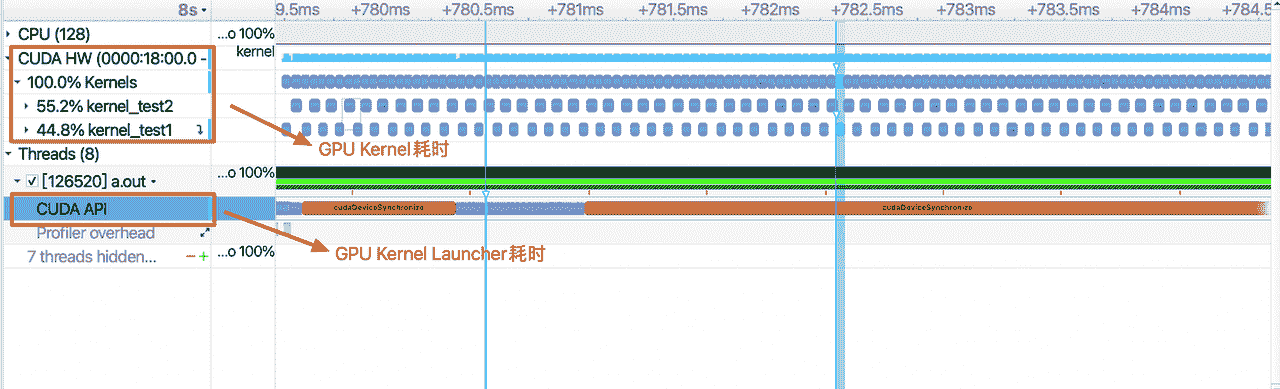 8s
9.5ms +780ms +780.5ms +781ms +781.5ms +782ms +782.5ms +783ms +783.5ms +784ms +784.5
CPU (128)
...o 100%
CUDA HW (0000:18:00.0 -
kernel
100.0% Kernels
55.2% kernel_test2
44.8% kernel_test1
GPU Kernel耗时
Threads (8)
[126520] a.out
...o 100%
CUDA API
cudaDeviceSynchronize
cudaDeviceSynchronize
Profiler overhead
GPU Kernel Launcher耗时
7 threads hidden...
...o 100%